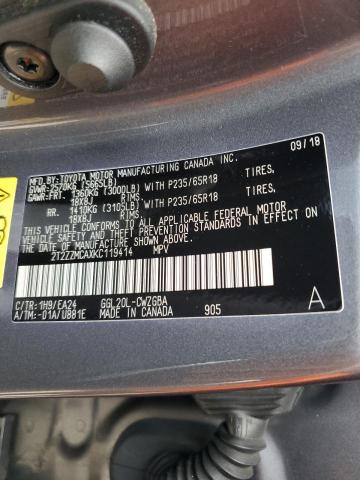 MFD. BY: TOYOTA MOTOR MANUFACTURING CANADA INC. 09/18
GVWR: 2570KG (5665LB)
GAWR: FRT. 1360KG (3000LB) WITH P235/65R18 TIRES,
18X8J RIMS
RR. 1410KG (3105LB) WITH P235/65R18 TIRES,
18X8J RIMS
THIS VEHICLE CONFORMS TO ALL APPLICABLE FEDERAL MOTOR
VEHICLE SAFETY STANDARDS IN EFFECT ON THE DATE OF
MANUFACTURE SHOWN ABOVE.
2T2ZZMCAXKC119414 MPV
C/TR: 1H9/EA24 GGL20L-CWZGBA
A/TM: -01A/U881E MADE IN CANADA 905 A